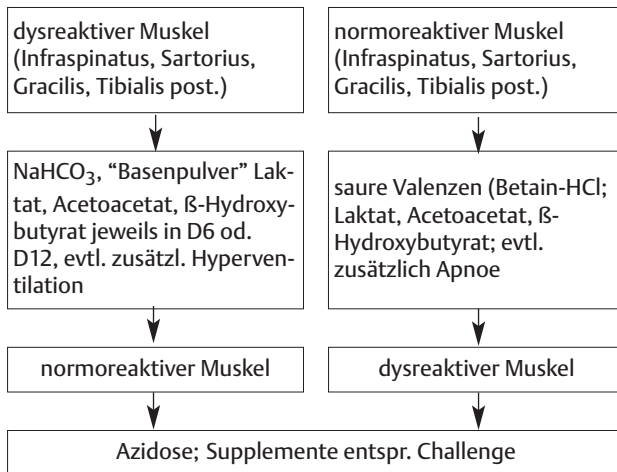 dysreaktiver Muskel
(Infraspinatus, Sartorius,
Gracilis, Tibialis post.)
normoreaktiver Muskel
(Infraspinatus, Sartorius,
Gracilis, Tibialis post.)
NaHCO₃, “Basenpulver” Lak-
tat, Acetoacetat, ß-Hydroxy-
butyrat jeweils in D6 od.
D12, evtl. zusätzl. Hyperven-
tilation
saure Valenzen (Betain-HCl;
Laktat, Acetoacetat, ß-
Hydroxybutyrat; evtl.
zusätzlich Apnoe
normoreaktiver Muskel
dysreaktiver Muskel
Azidose; Supplemente entspr. Challenge